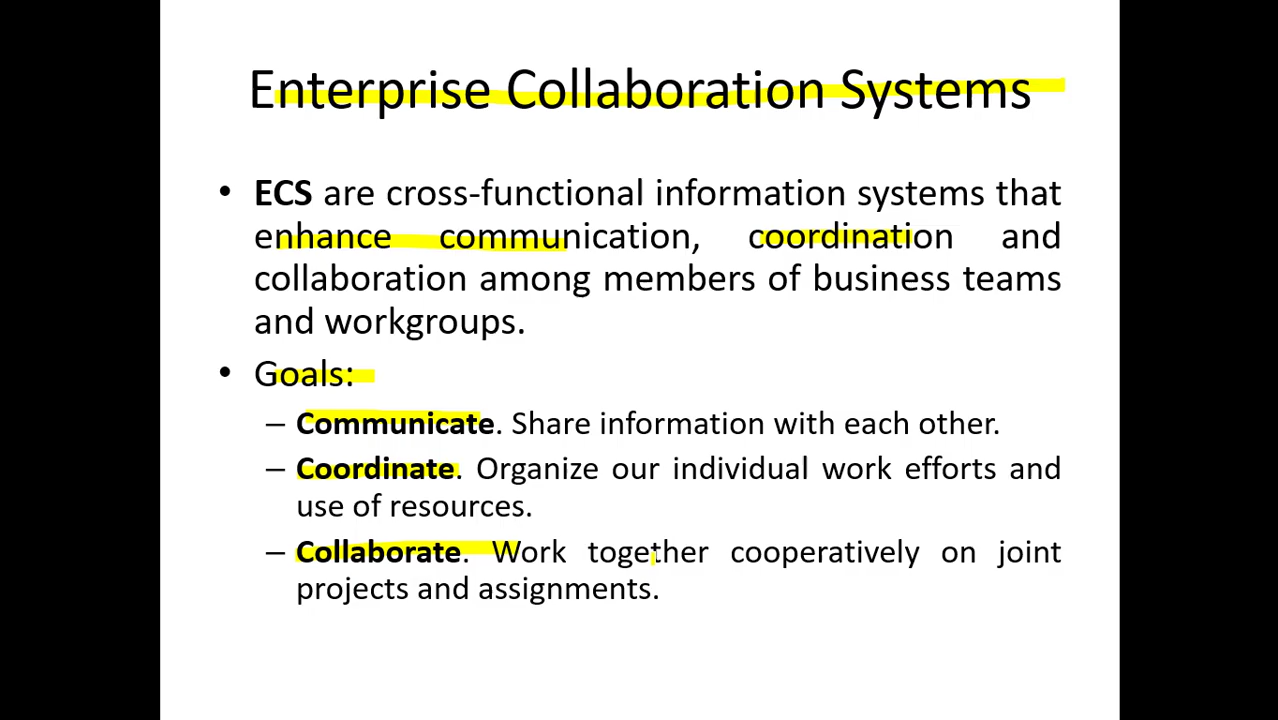 Enterprise Collaboration Systems
• ECS are cross-functional information systems that
enhance communication, coordination and
collaboration among members of business teams
and workgroups.
• Goals:
– Communicate. Share information with each other.
– Coordinate. Organize our individual work efforts and
use of resources.
– Collaborate. Work together cooperatively on joint
projects and assignments.